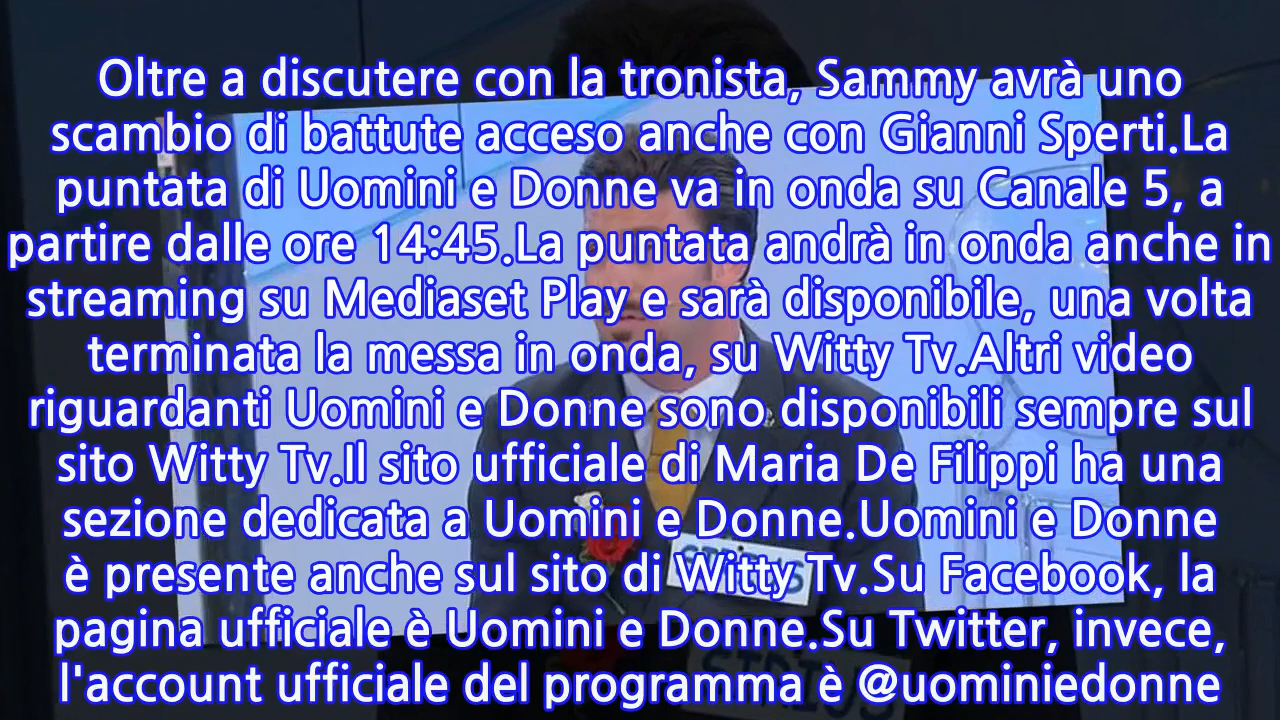 Oltre a discutere con la tronista, Sammy avrà uno
scambio di battute acceso anche con Gianni Sperti.La
puntata di Uomini e Donne va in onda su Canale 5, a
partire dalle ore 14:45.La puntata andrà in onda anche in
streaming su Mediaset Play e sarà disponibile, una volta
terminata la messa in onda, su Witty Tv.Altri video
riguardanti Uomini e Donne sono disponibili sempre sul
sito Witty Tv.Il sito ufficiale di Maria De Filippi ha una
sezione dedicata a Uomini e Donne.Uomini e Donne
è presente anche sul sito di Witty Tv.Su Facebook, la
pagina ufficiale è Uomini e Donne.Su Twitter, invece,
l'account ufficiale del programma è @uominiedonne